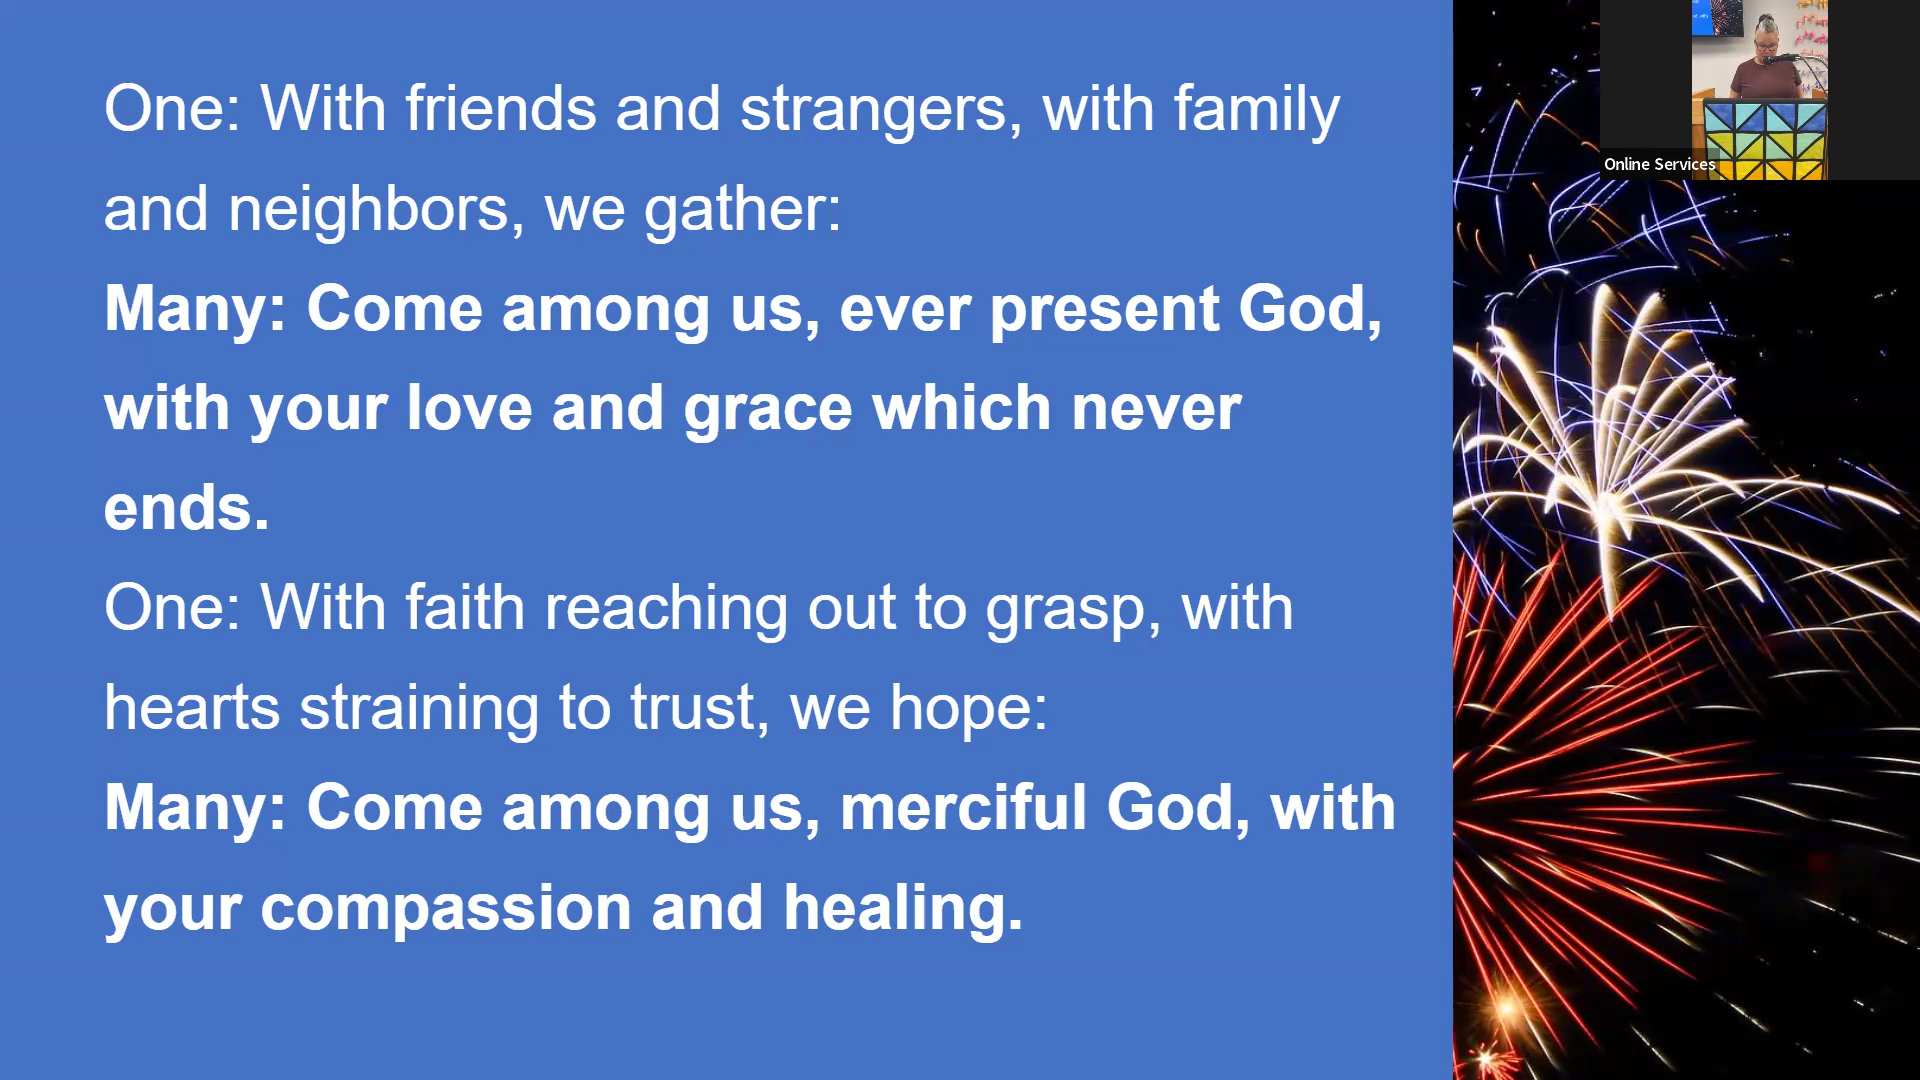 One: With friends and strangers, with family
and neighbors, we gather:
Many: Come among us, ever present God,
with your love and grace which never
ends.
One: With faith reaching out to grasp, with
hearts straining to trust, we hope:
Many: Come among us, merciful God, with
your compassion and healing.
Online Services